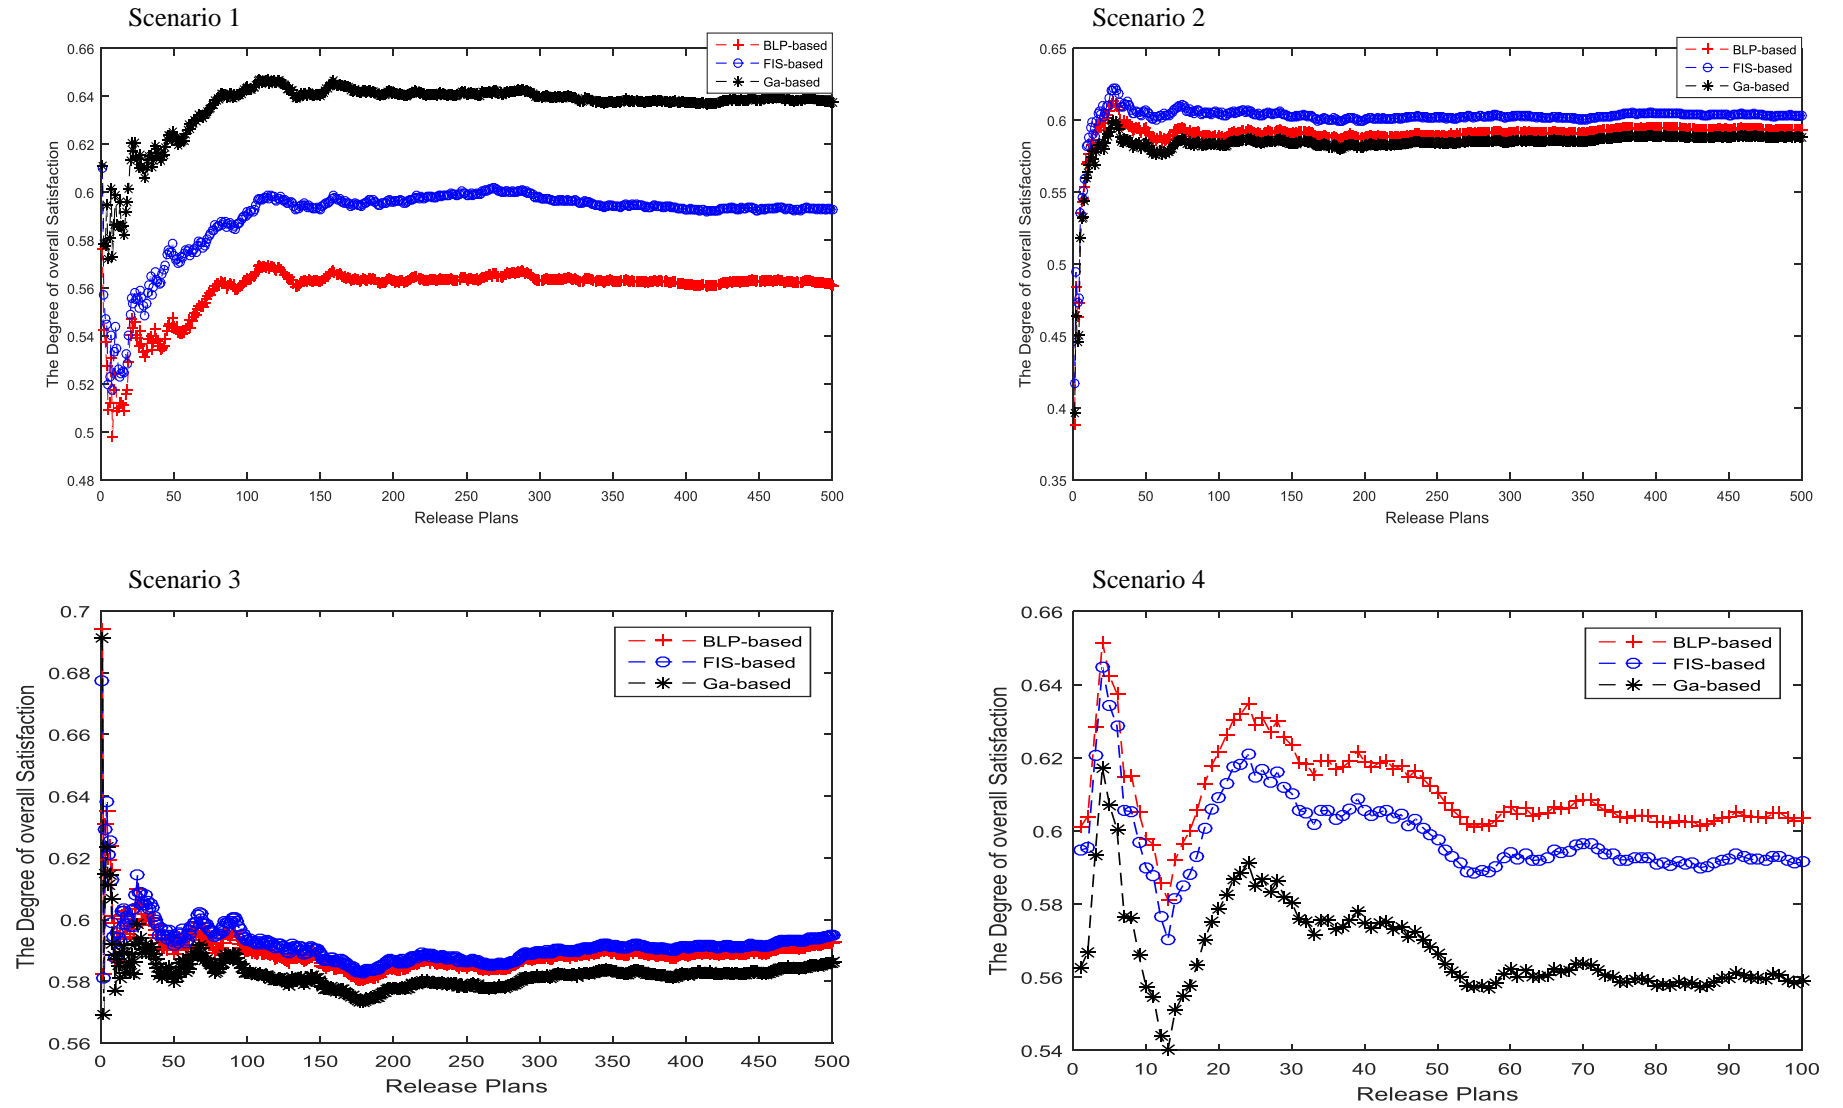 Scenario 1
0.66
0.64
0.62
0.6
0.58
0.56
0.54
0.52
0.5
0.48
The Degree of overall Satisfaction
0 50 100 150 200 250 300 350 400 450 500
Release Plans
BLP-based
FIS-based
Ga-based
Scenario 2
0.65
0.6
0.55
0.5
0.45
0.4
0.35
The Degree of overall Satisfaction
0 50 100 150 200 250 300 350 400 450 500
Release Plans
BLP-based
FIS-based
Ga-based
Scenario 3
0.7
0.68
0.66
0.64
0.62
0.6
0.58
0.56
The Degree of overall Satisfaction
0 50 100 150 200 250 300 350 400 450 500
Release Plans
BLP-based
FIS-based
Ga-based
Scenario 4
0.66
0.64
0.62
0.6
0.58
0.56
0.54
The Degree of overall Satisfaction
0 10 20 30 40 50 60 70 80 90 100
Release Plans
BLP-based
FIS-based
Ga-based